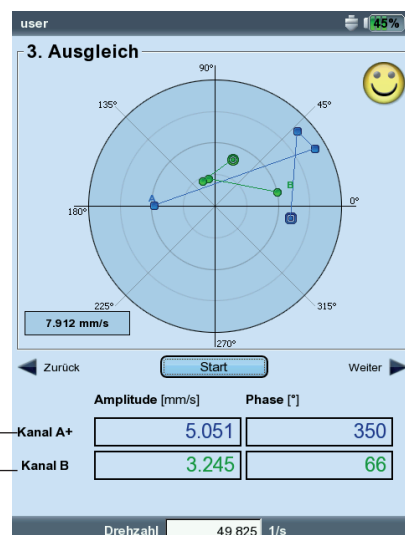 user
45%
3. Ausgleich
90°
135°
45°
A
B
180°
0°
225°
315°
7.912 mm/s
270°
Zurück
Start
Weiter
Amplitude [mm/s] Phase [°]
Kanal A+ 5.051 350
Kanal B 3.245 66
Drehzahl 49.825 1/s